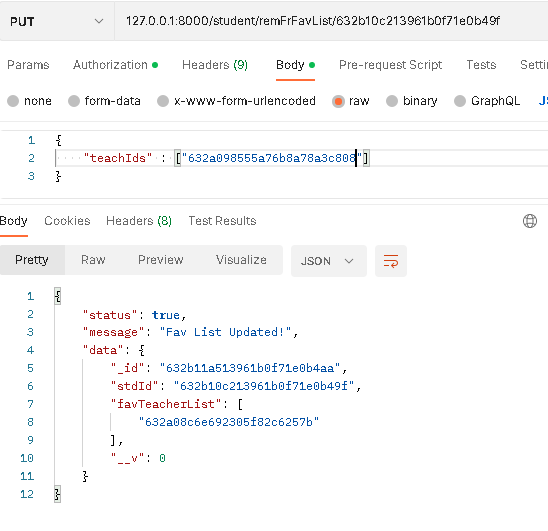 PUT 127.0.0.1:8000/student/remFrFavList/632b10c213961b0f71e0b49f
Params Authorization Headers (9) Body Pre-request Script Tests Setti
none form-data x-www-form-urlencoded raw binary GraphQL JS
1 {
2 "teachIds" : ["632a098555a76b8a78a3c808"]
3 }
Body Cookies Headers (8) Test Results
Pretty Raw Preview Visualize JSON
1 {
2 "status": true,
3 "message": "Fav List Updated!",
4 "data": {
5 "_id": "632b11a513961b0f71e0b4aa",
6 "stdId": "632b10c213961b0f71e0b49f",
7 "favTeacherList": [
8 "632a08c6e692305f82c6257b"
9 ],
10 "__v": 0
11 }
12 }